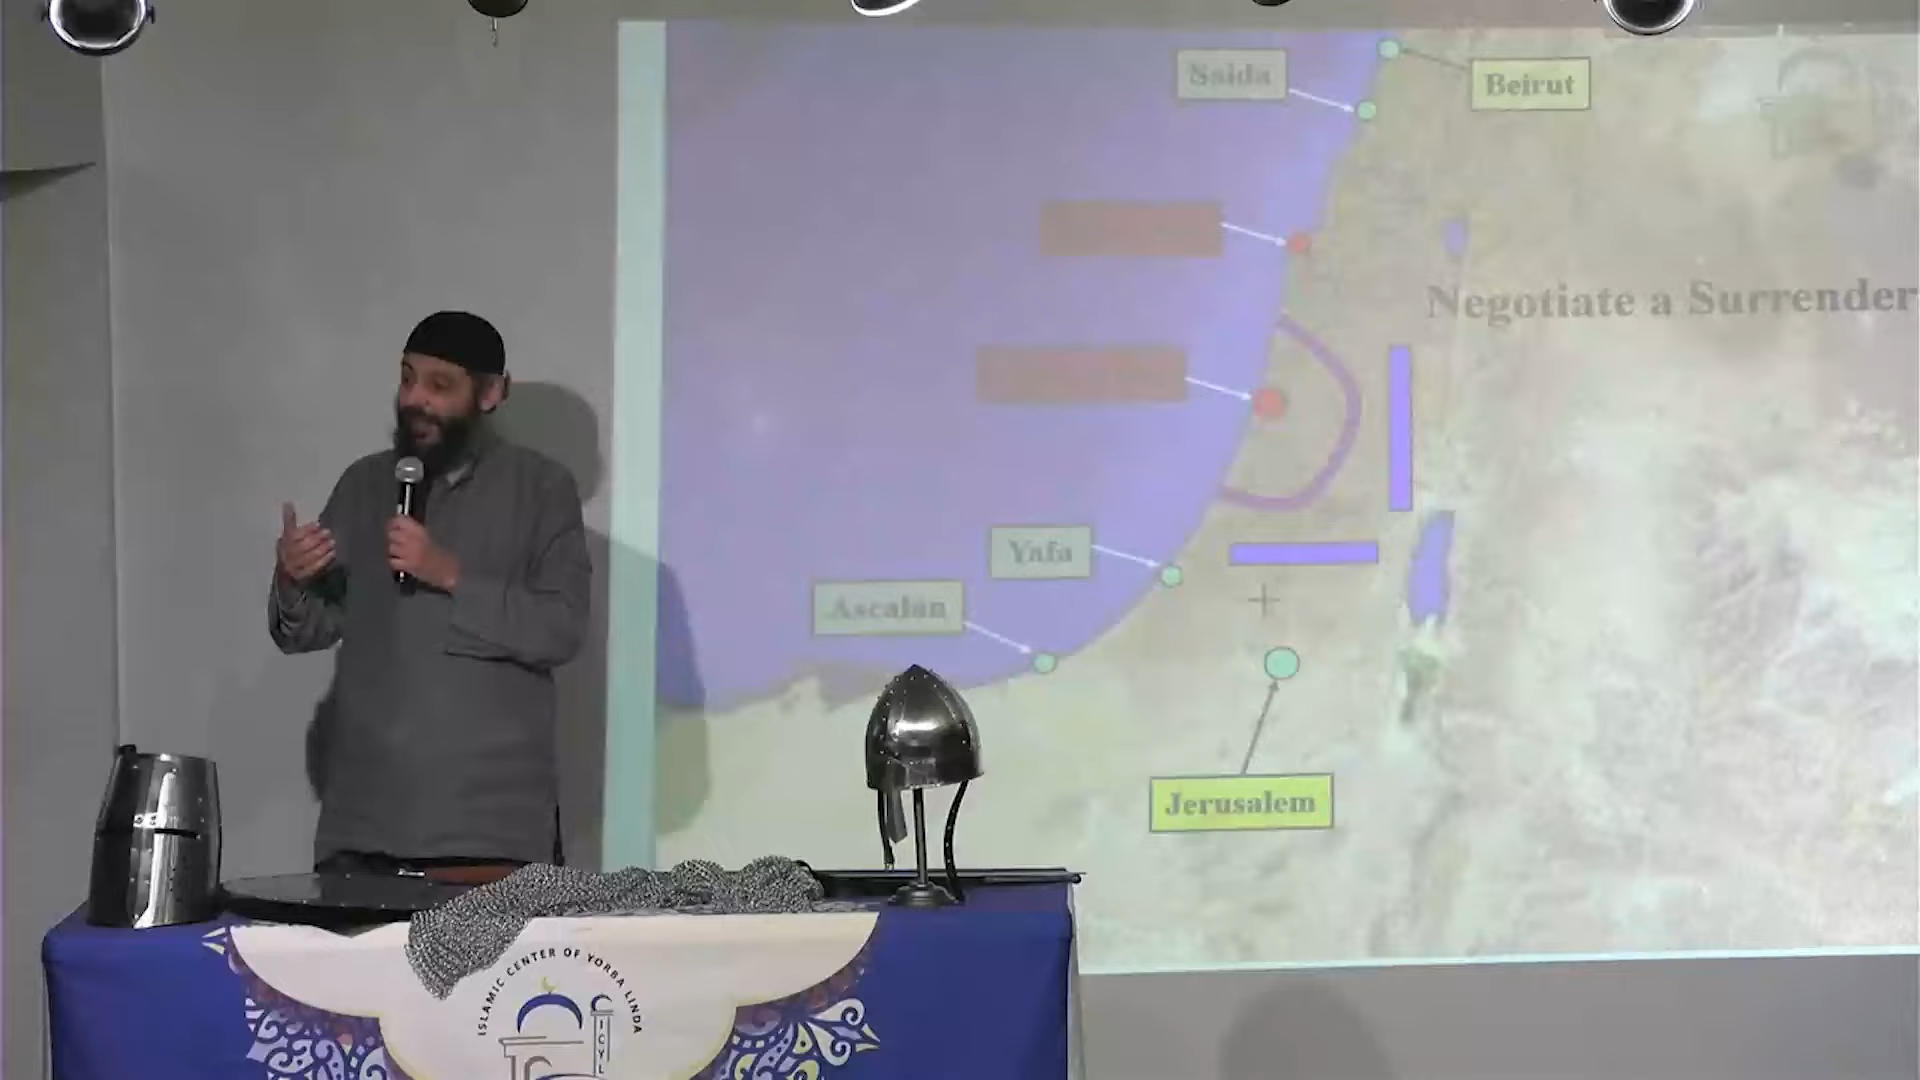 Saida
Beirut
Negotiate a Surrender
Yafa
Ascalan
Jerusalem
ISLAMIC CENTER OF YORBA LINDA
ICYL